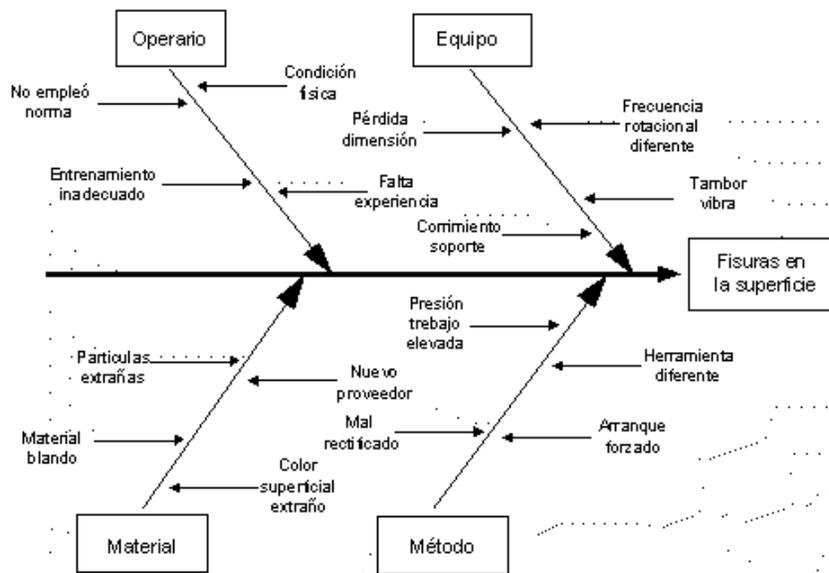 Operario
Equipo
Condición
física
No empleó
norma
Frecuencia
rotacional
diferente
Pérdida
dimensión
Entrenamiento
inadecuado
Falta
experiencia
Tambor
vibra
Corrimiento
soporte
Fisuras en
la superficie
Presión
trabajo
elevada
Particulas
extrañas
Nuevo
proveedor
Herramienta
diferente
Material
blando
Mal
rectificado
Arranque
forzado
Color
superficial
extraño
Material
Método